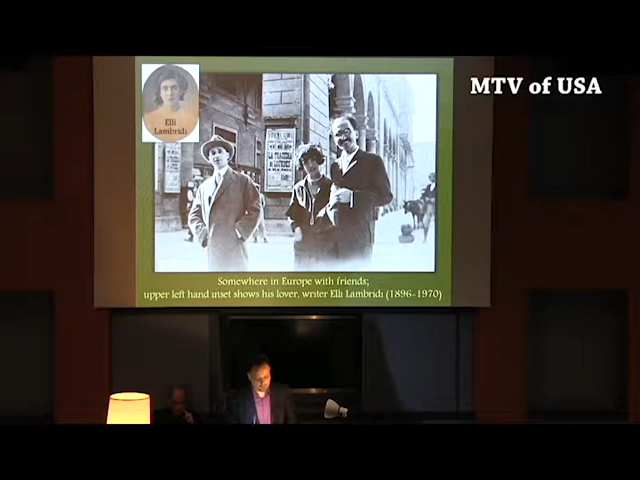 MTV of USA
Elli
Lambridi
Somewhere in Europe with friends;
upper left hand inset shows his lover, writer Elli Lambridi (1896-1970)